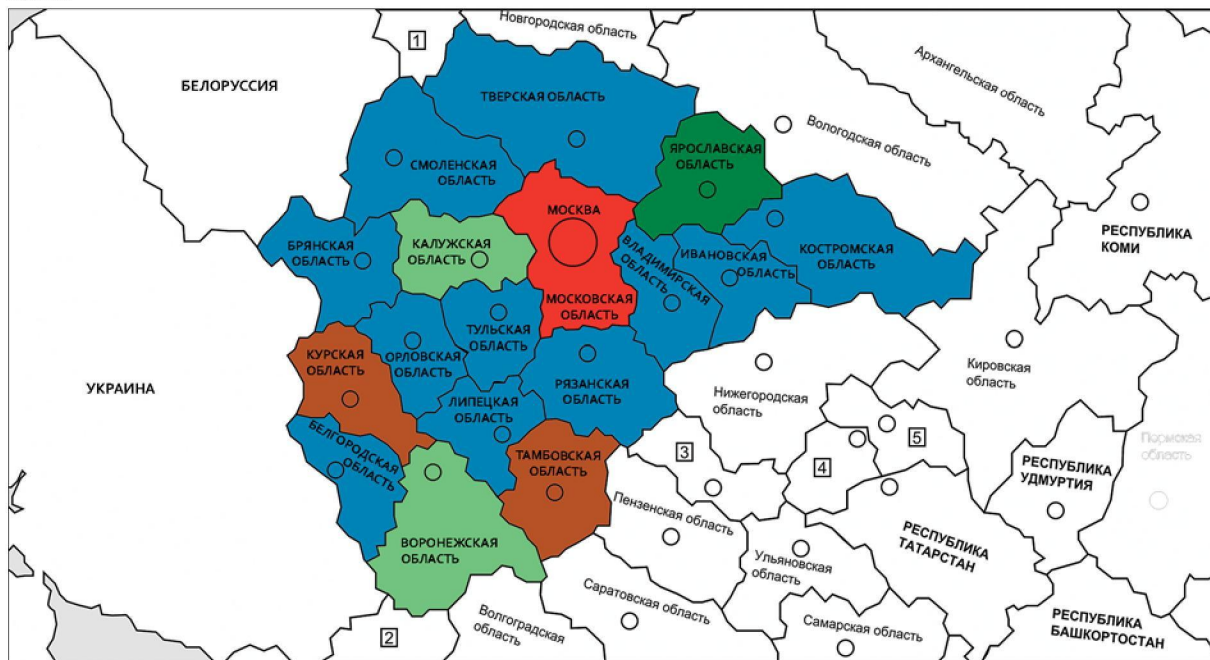 Новгородская область
1
БЕЛОРУССИЯ
Архангельская область
ТВЕРСКАЯ ОБЛАСТЬ
Вологодская область
ЯРОСЛАВСКАЯ
ОБЛАСТЬ
СМОЛЕНСКАЯ
ОБЛАСТЬ
МОСКВА
РЕСПУБЛИКА
КОМИ
БРЯНСКАЯ
ОБЛАСТЬ
КАЛУЖСКАЯ
ОБЛАСТЬ
ВЛАДИМИРСКАЯ
ОБЛАСТЬ
ИВАНОВСКАЯ
ОБЛАСТЬ
КОСТРОМСКАЯ
ОБЛАСТЬ
МОСКОВСКАЯ
ОБЛАСТЬ
ТУЛЬСКАЯ
ОБЛАСТЬ
КУРСКАЯ
ОБЛАСТЬ
ОРЛОВСКАЯ
ОБЛАСТЬ
РЯЗАНСКАЯ
ОБЛАСТЬ
Кировская
область
УКРАИНА
Нижегородская
область
ЛИПЕЦКАЯ
ОБЛАСТЬ
БЕЛГОРОДСКАЯ
ОБЛАСТЬ
ТАМБОВСКАЯ
ОБЛАСТЬ
3
4
5
Пермская
область
РЕСПУБЛИКА
УДМУРТИЯ
Пензенская область
РЕСПУБЛИКА
ТАТАРСТАН
ВОРОНЕЖСКАЯ
ОБЛАСТЬ
Ульяновская
область
Саратовская область
2
Волгоградская
область
Самарская область
РЕСПУБЛИКА
БАШКОРТОСТАН